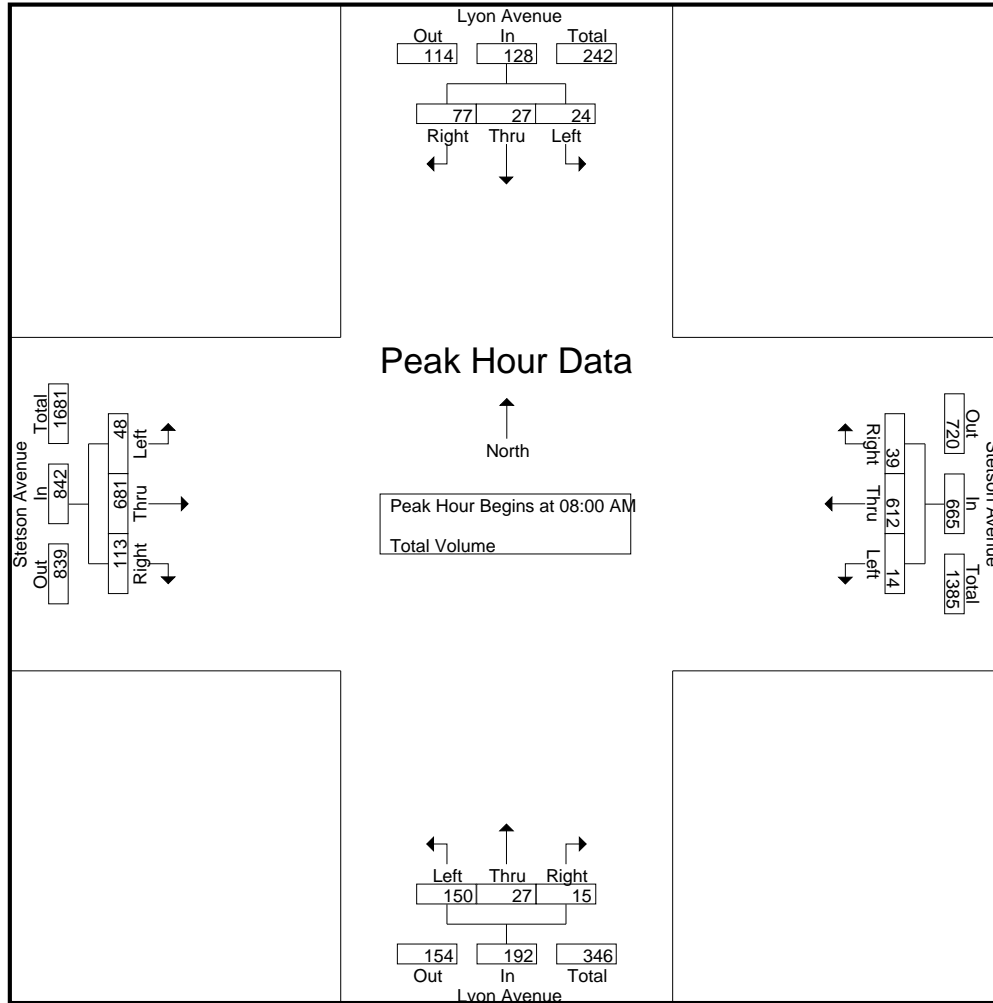 Lyon Avenue
Out In Total
114 128 242
77 27 24
Right Thru Left
Peak Hour Data
North
Peak Hour Begins at 08:00 AM
Total Volume
Stetson Avenue
Total In Out
1681 842 839
48 681 113
Left Thru Right
Stetson Avenue
Out In Total
720 665 1385
39 612 14
Right Thru Left
Left Thru Right
150 27 15
154 192 346
Out In Total
Lyon Avenue